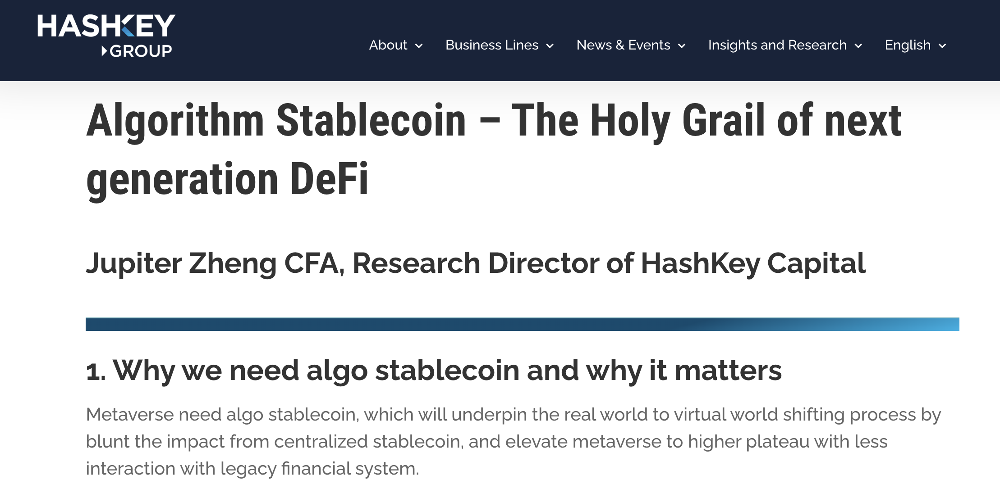 HASHKEY
GROUP
About
Business Lines
News & Events
Insights and Research
English
Algorithm Stablecoin – The Holy Grail of next
generation DeFi
Jupiter Zheng CFA, Research Director of HashKey Capital
1. Why we need algo stablecoin and why it matters
Metaverse need algo stablecoin, which will underpin the real world to virtual world shifting process by
blunt the impact from centralized stablecoin, and elevate metaverse to higher plateau with less
interaction with legacy financial system.